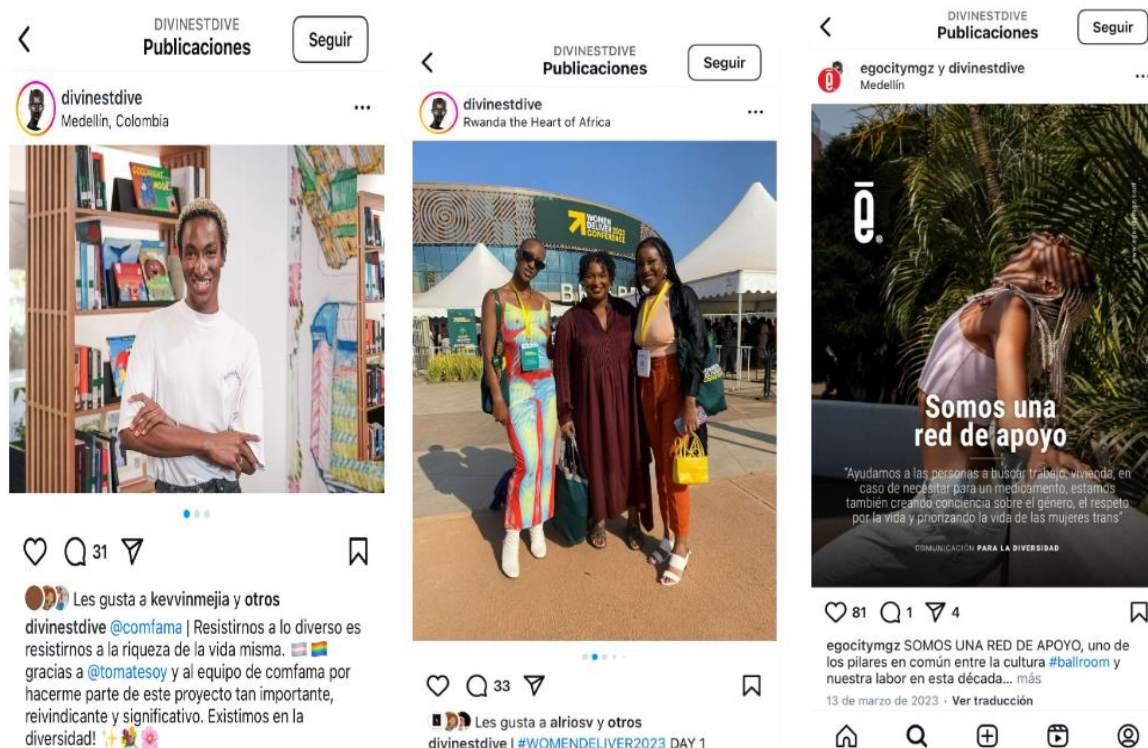 DIVINESTDIVE
Publicaciones
Seguir
divinestdive
Medellín, Colombia
GOODNIGHT
MOON
31
Les gusta a kevvinmejia y otros
divinestdive @comfama | Resistirnos a lo diverso es
resistirnos a la riqueza de la vida misma. 🏳️‍⚧️ 🏳️‍🌈
gracias a @tomatesoy y al equipo de comfama por
hacerme parte de este proyecto tan importante,
reivindicante y significativo. Existimos en la
diversidad! ✨💐🌸
DIVINESTDIVE
Publicaciones
Seguir
divinestdive
Rwanda the Heart of Africa
WOMEN
DELIVER 2023
CONFERENCE
33
Les gusta a alriosv y otros
divinestdive | #WOMENDELIVER2023 DAY 1
DIVINESTDIVE
Publicaciones
Seguir
egocitymgz y divinestdive
Medellín
ē
Somos una
red de apoyo
"Ayudamos a las personas a buscar trabajo, vivienda, en
caso de necesitar para un medicamento, estamos
también creando conciencia sobre el género, el respeto
por la vida y priorizando la vida de las mujeres trans"
COMUNICACIÓN PARA LA DIVERSIDAD
81 1 4
egocitymgz SOMOS UNA RED DE APOYO, uno de
los pilares en común entre la cultura #ballroom y
nuestra labor en esta década... más
13 de marzo de 2023 · Ver traducción